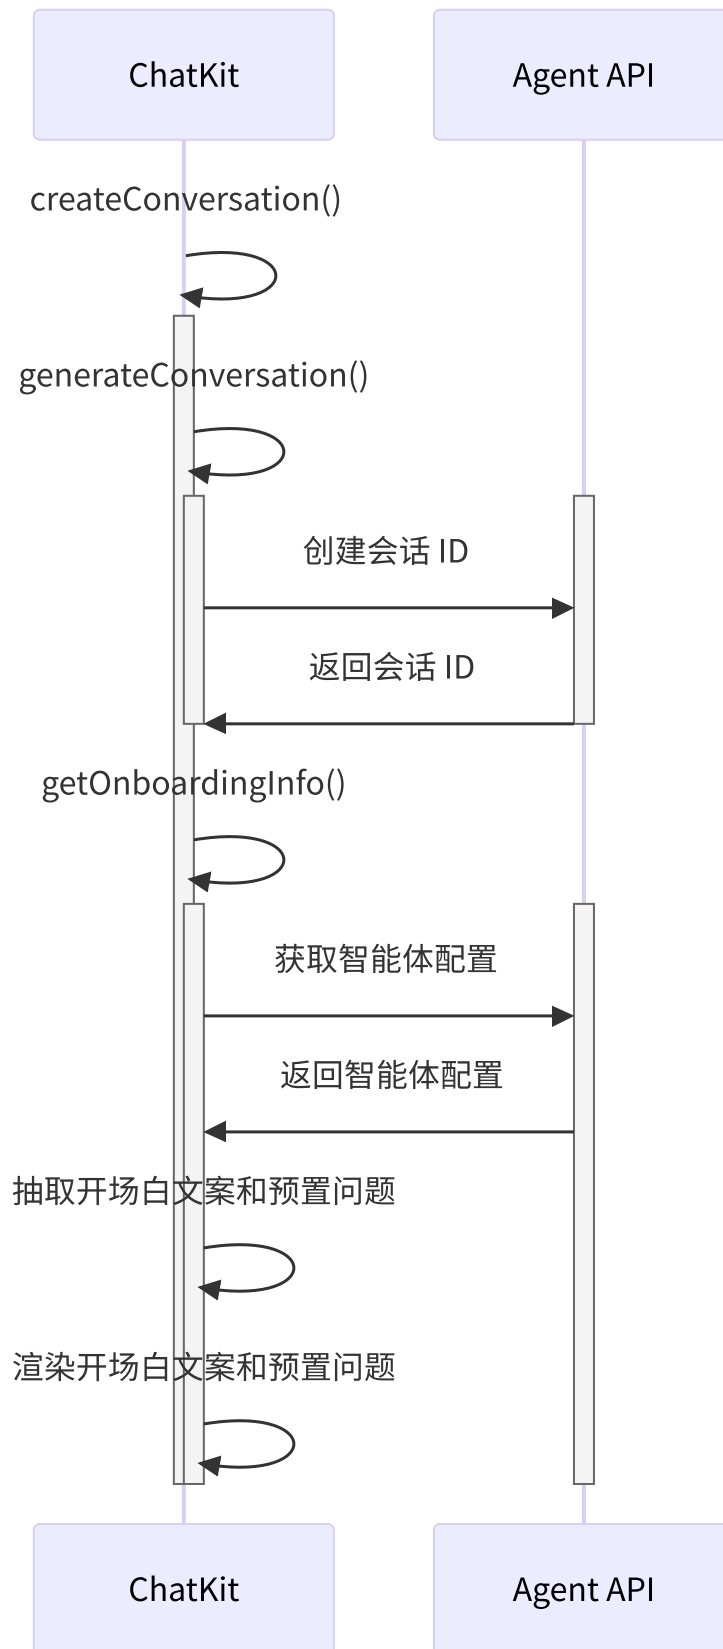 ChatKit
Agent API
createConversation()
generateConversation()
创建会话 ID
返回会话 ID
getOnboardingInfo()
获取智能体配置
返回智能体配置
抽取开场白文案和预置问题
渲染开场白文案和预置问题
ChatKit
Agent API